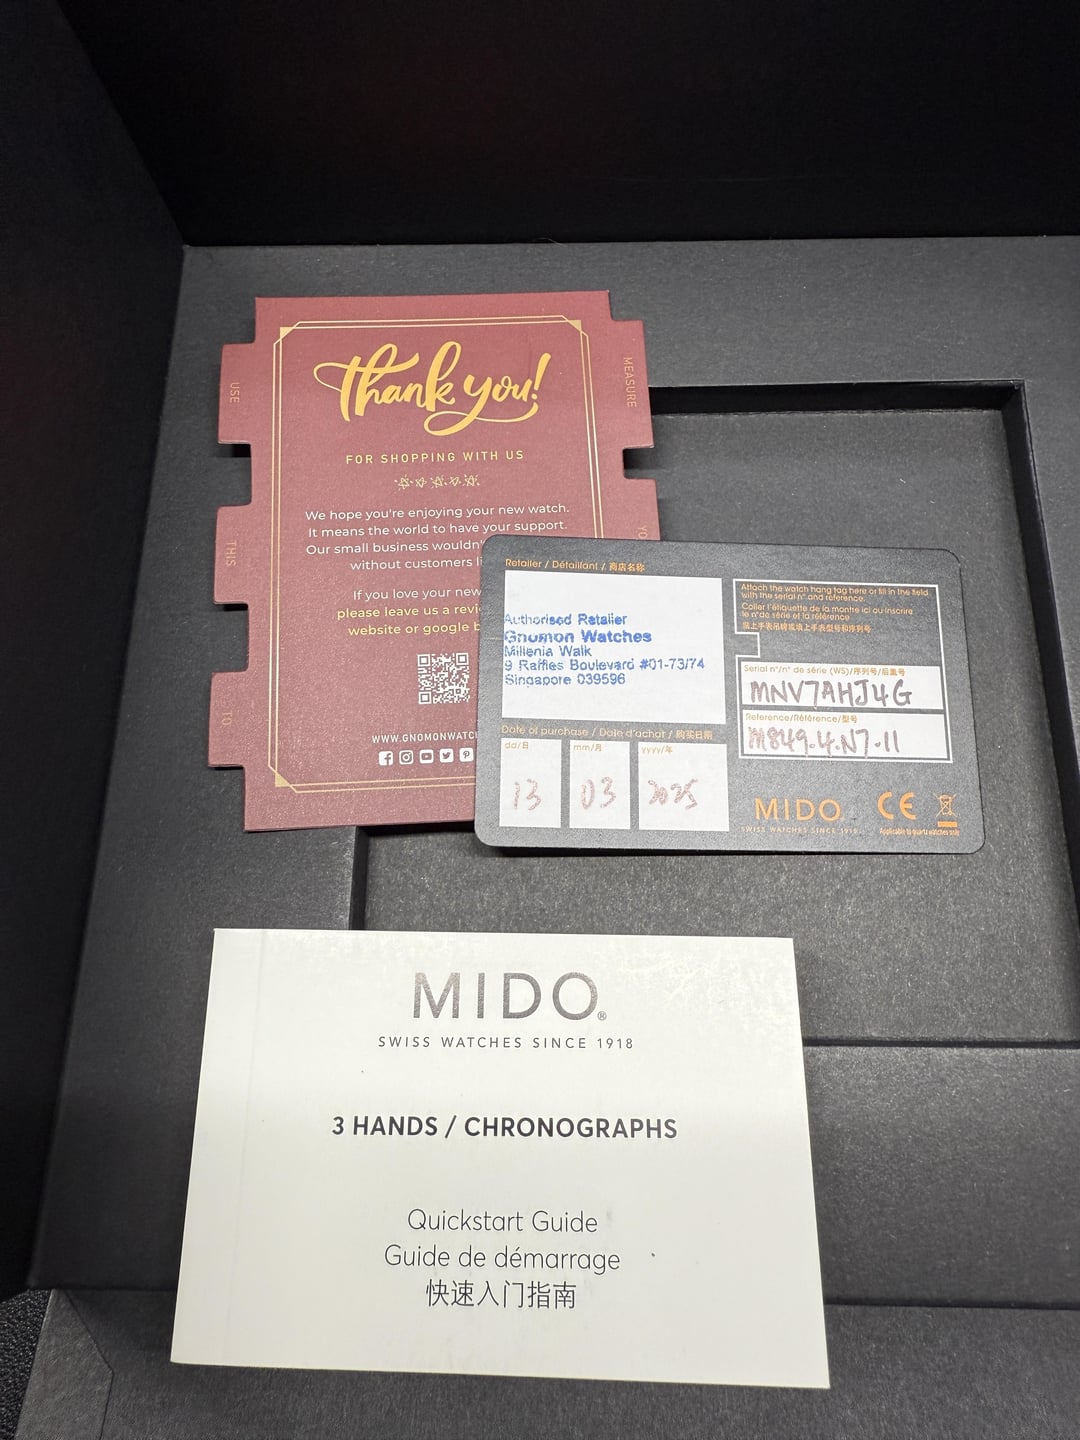 USE
THIS
TO
MEASURE
Thank you!
FOR SHOPPING WITH US
We hope you're enjoying your new watch.
It means the world to have your support.
Our small business wouldn'
without customers li
If you love your new
please leave us a revi
website or google b
WWW.GNOMONWATC
Retailer / Détaillant / 商店名称
Authorised Retailer
Gnomon Watches
Millenia Walk
9 Raffles Boulevard #01-73/74
Singapore 039596
Date of purchase / Date d'achat / 购买日期
dd/日 mm/月 yyyy/年
13 03 2025
Attach the watch hang tag here or fill in the field
with the serial n° and reference.
Coller l'étiquette de la montre ici ou inscrire
le n° de série et la référence
Serial n°/n° de série (WS)/序列号/后盖号
MNV7AHJ4G
Reference/Référence/型号
M849.4.N7.11
MIDO
SWISS WATCHES SINCE 1918
CE
Applicable to quartz watches only
MIDO®
SWISS WATCHES SINCE 1918
3 HANDS / CHRONOGRAPHS
Quickstart Guide
Guide de démarrage
快速入门指南